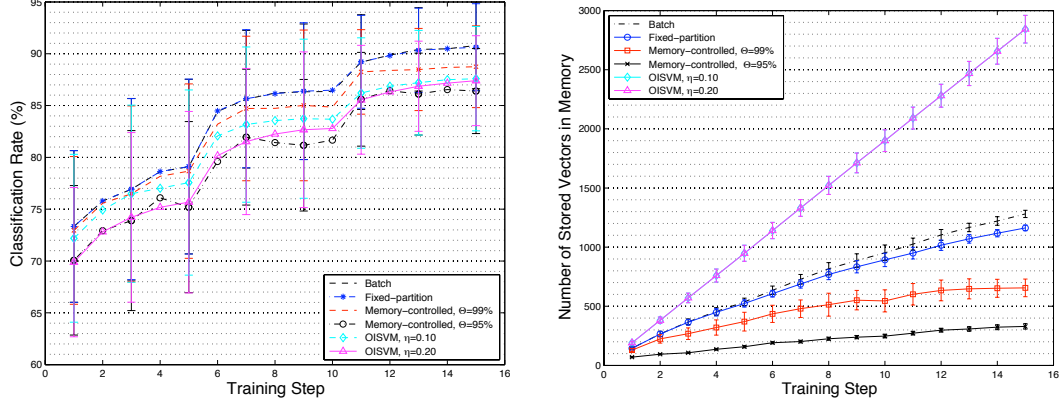 95
90
85
80
75
70
65
60
Classification Rate (%)
0 2 4 6 8 10 12 14 16
Training Step
Batch
Fixed-partition
Memory-controlled, Θ=99%
Memory-controlled, Θ=95%
OISVM, η=0.10
OISVM, η=0.20
3000
2500
2000
1500
1000
500
0
Number of Stored Vectors in Memory
0 2 4 6 8 10 12 14 16
Training Step
Batch
Fixed-partition
Memory-controlled, Θ=99%
Memory-controlled, Θ=95%
OISVM, η=0.10
OISVM, η=0.20